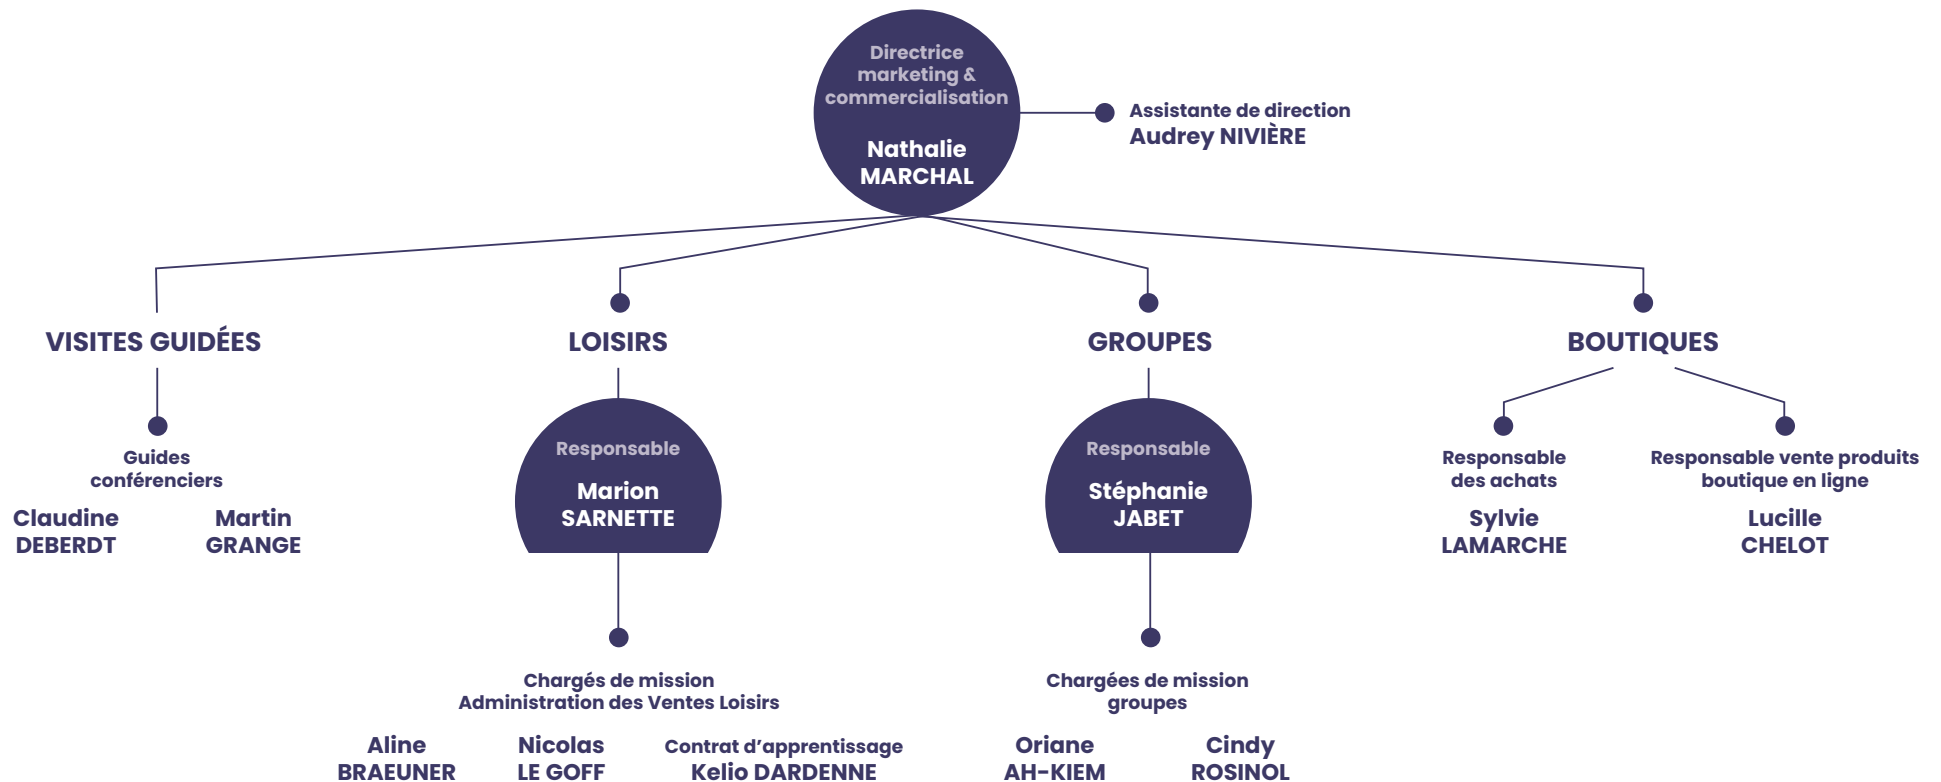 Directrice
marketing &
commercialisation
Nathalie
MARCHAL
Assistante de direction
Audrey NIVIÈRE
VISITES GUIDÉES
Guides
conférenciers
Claudine
DEBERDT
Martin
GRANGE
LOISIRS
Responsable
Marion
SARNETTE
Chargés de mission
Administration des Ventes Loisirs
Aline
BRAEUNER
Nicolas
LE GOFF
Contrat d’apprentissage
Kelio DARDENNE
GROUPES
Responsable
Stéphanie
JABET
Chargées de mission
groupes
Oriane
AH-KIEM
Cindy
ROSINOL
BOUTIQUES
Responsable
des achats
Sylvie
LAMARCHE
Responsable vente produits
boutique en ligne
Lucille
CHELOT